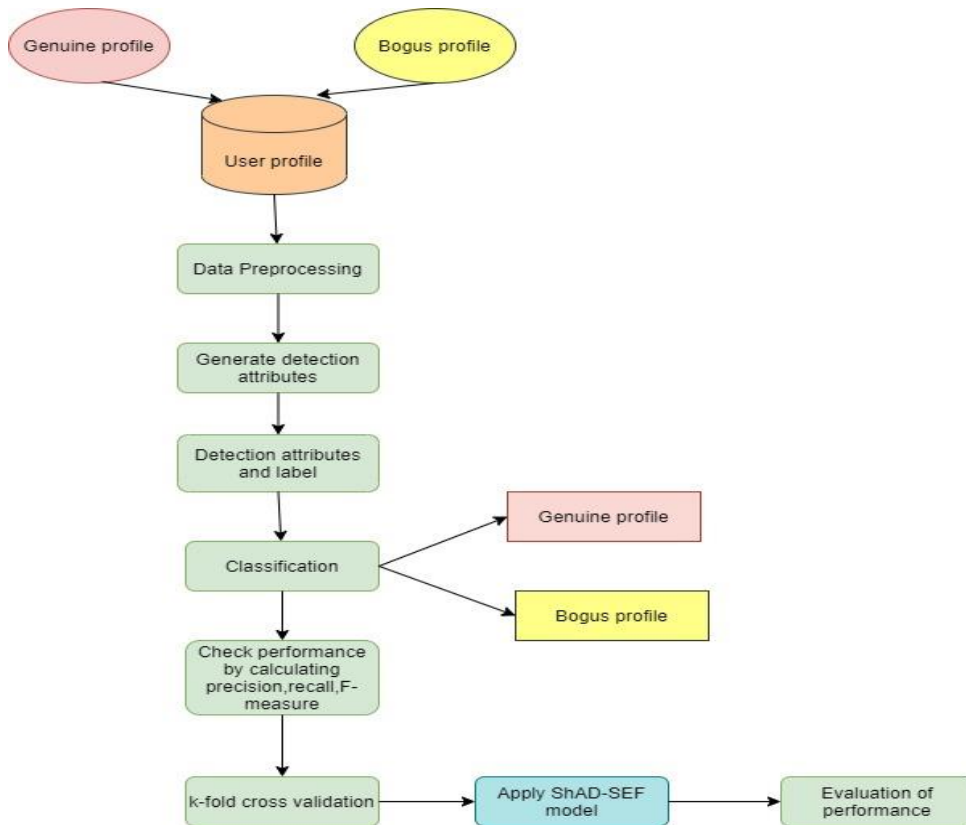 Genuine profile
Bogus profile
User profile
Data Preprocessing
Generate detection
attributes
Detection attributes
and label
Genuine profile
Classification
Bogus profile
Check performance
by calculating
precision,recall,F-
measure
k-fold cross validation
Apply ShAD-SEF
model
Evaluation of
performance